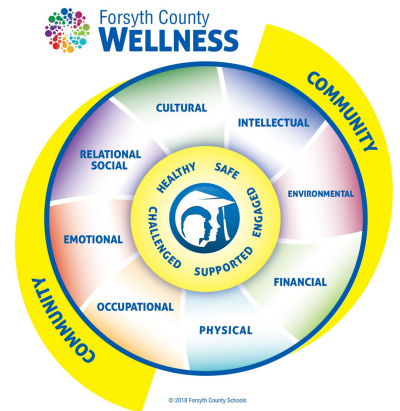 Forsyth County
WELLNESS
COMMUNITY
CULTURAL
INTELLECTUAL
ENVIRONMENTAL
FINANCIAL
PHYSICAL
OCCUPATIONAL
EMOTIONAL
RELATIONAL
SOCIAL
HEALTHY
SAFE
ENGAGED
SUPPORTED
CHALLENGED
COMMUNITY
© 2018 Forsyth County Schools